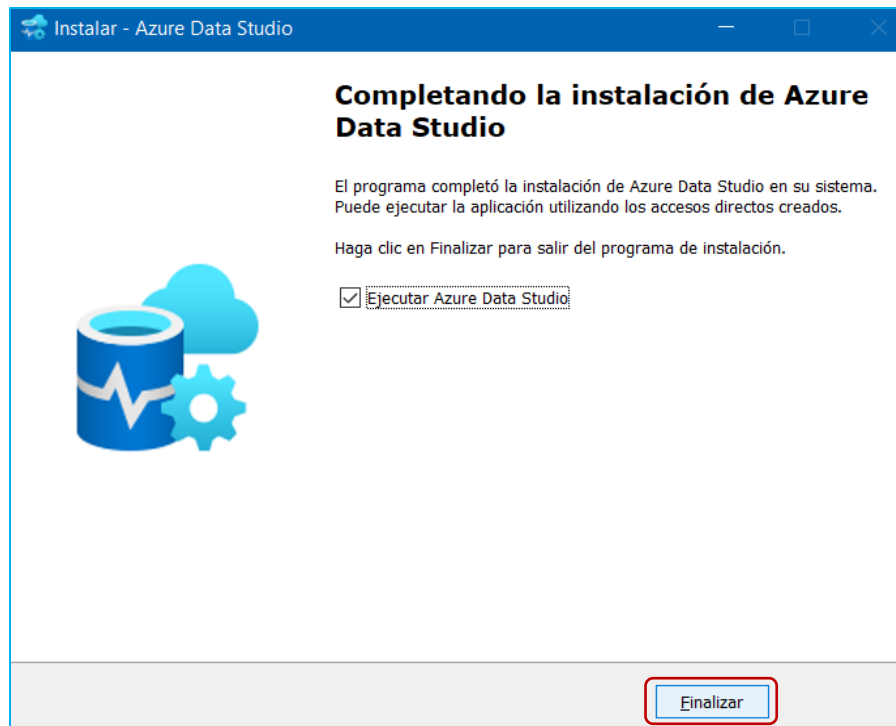 Instalar - Azure Data Studio
Completando la instalación de Azure
Data Studio
El programa completó la instalación de Azure Data Studio en su sistema.
Puede ejecutar la aplicación utilizando los accesos directos creados.
Haga clic en Finalizar para salir del programa de instalación.
Ejecutar Azure Data Studio
Finalizar